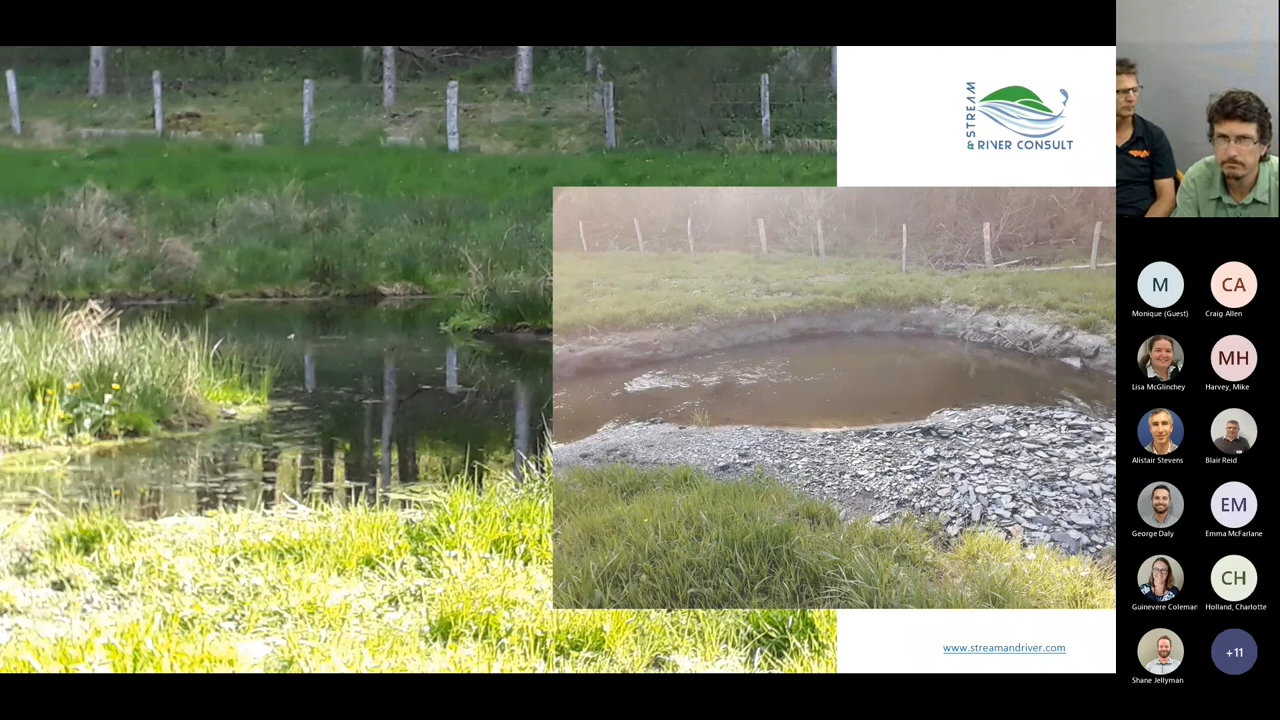 & STREAM
RIVER CONSULT
www.streamandriver.com
M
CA
Monique (Guest)
Craig Allen
MH
Lisa McGlinchey
Harvey, Mike
Alistair Stevens
Blair Reid
EM
George Daly
Emma McFarlane
CH
Guinevere Coleman
Holland, Charlotte
+11
Shane Jellyman